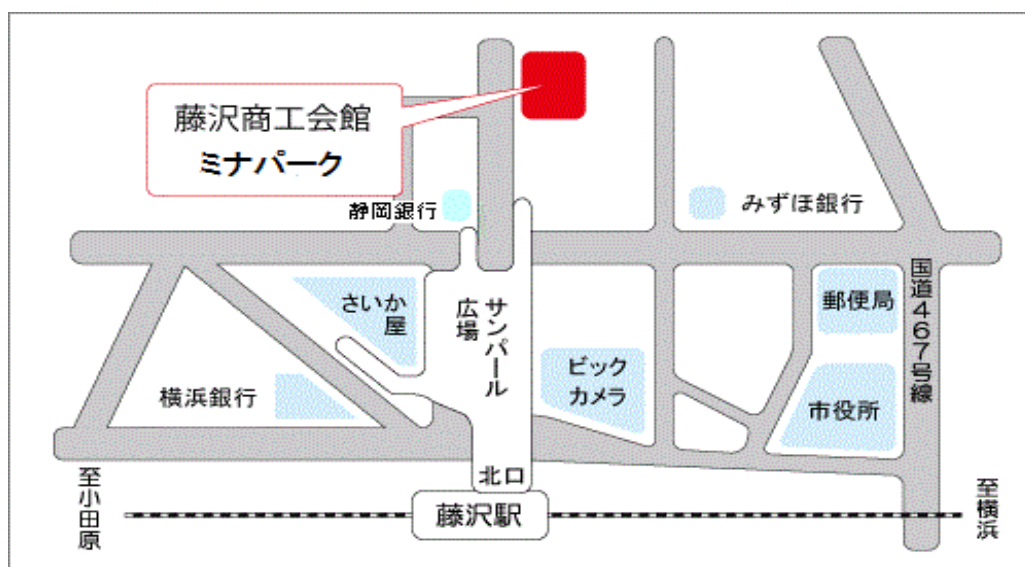 藤沢商工会館
ミナパーク
静岡銀行
みずほ銀行
さいか
屋
サンパール
広場
国道467号線
郵便局
ビック
カメラ
横浜銀行
市役所
北口
至小田原
藤沢駅
至横浜